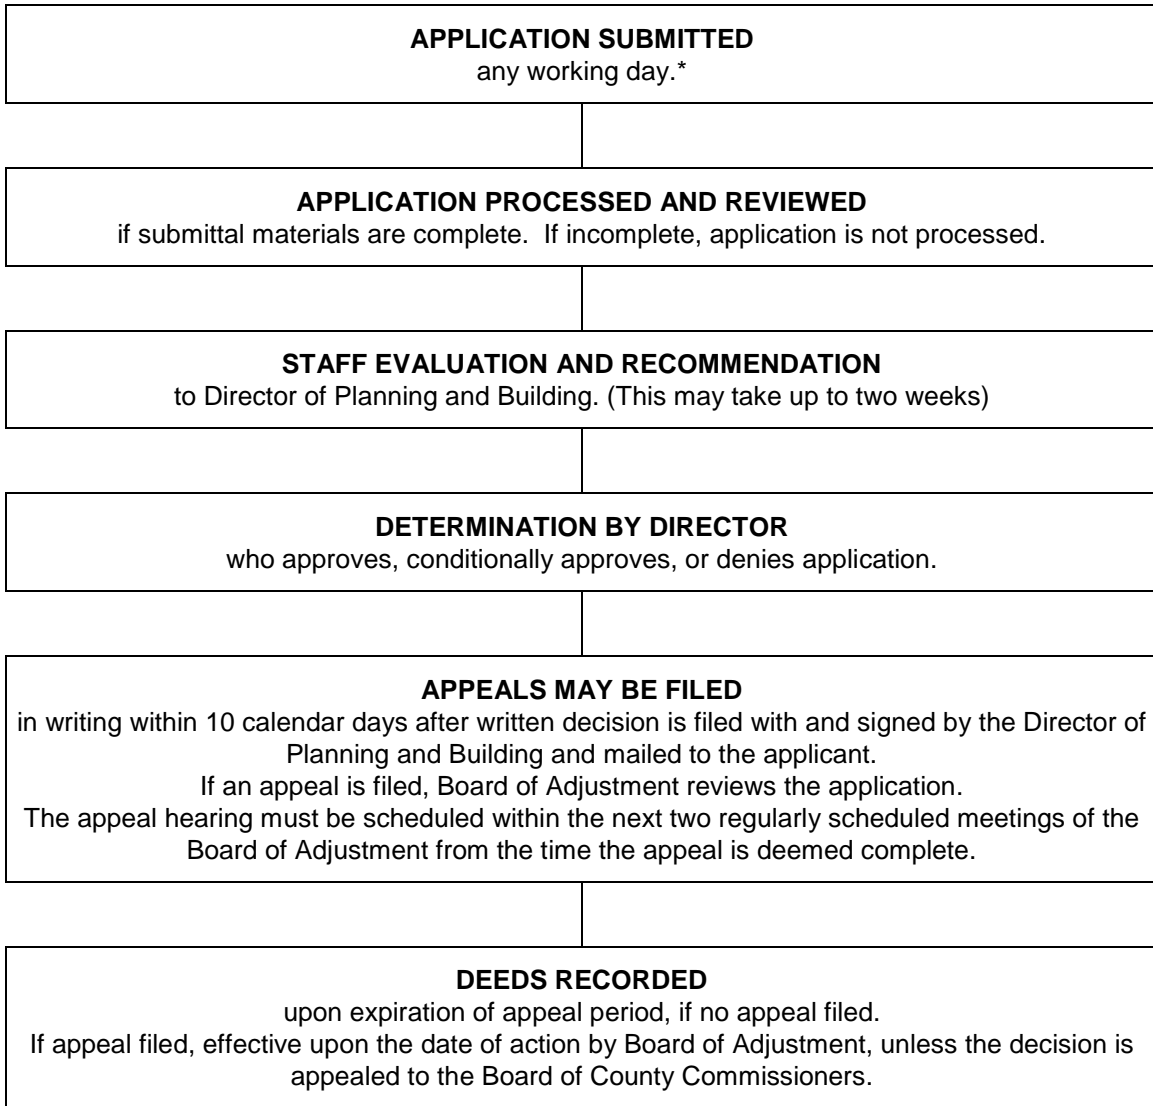 APPLICATION SUBMITTED
any working day.*
APPLICATION PROCESSED AND REVIEWED
if submittal materials are complete.  If incomplete, application is not processed.
STAFF EVALUATION AND RECOMMENDATION
to Director of Planning and Building. (This may take up to two weeks)
DETERMINATION BY DIRECTOR
who approves, conditionally approves, or denies application.
APPEALS MAY BE FILED
in writing within 10 calendar days after written decision is filed with and signed by the Director of
Planning and Building and mailed to the applicant.
If an appeal is filed, Board of Adjustment reviews the application.
The appeal hearing must be scheduled within the next two regularly scheduled meetings of the
Board of Adjustment from the time the appeal is deemed complete.
DEEDS RECORDED
upon expiration of appeal period, if no appeal filed.
If appeal filed, effective upon the date of action by Board of Adjustment, unless the decision is
appealed to the Board of County Commissioners.